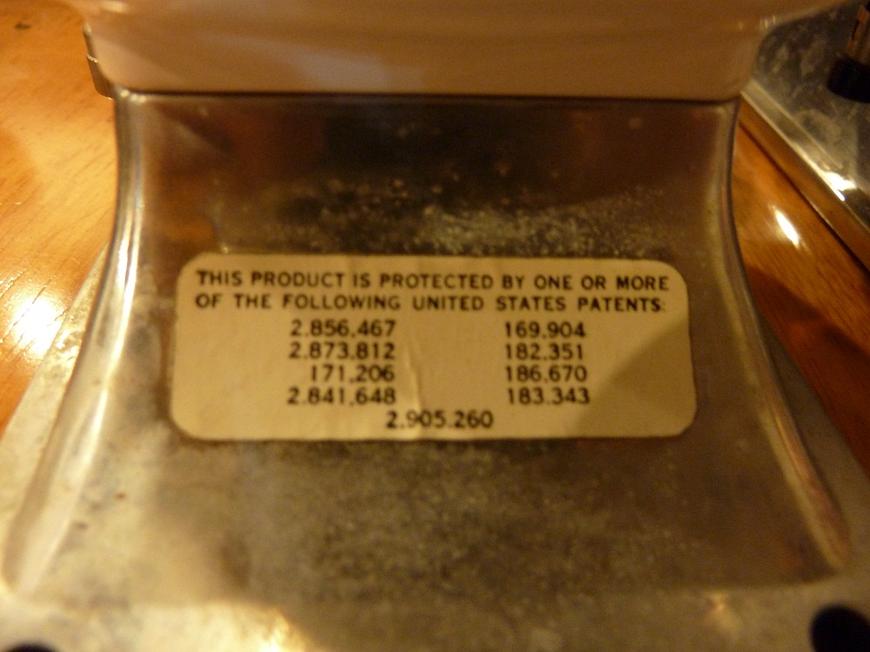 THIS PRODUCT IS PROTECTED BY ONE OR MORE
OF THE FOLLOWING UNITED STATES PATENTS:
2.856,467 169,904
2.873.812 182.351
171,206 186,670
2.841,648 183.343
2.905.260